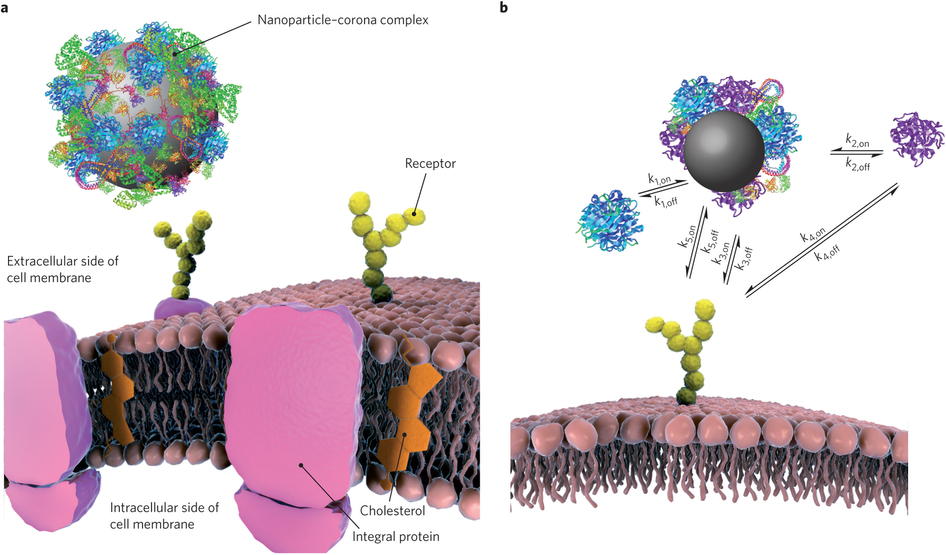 a
Nanoparticle–corona complex
Receptor
Extracellular side of
cell membrane
Intracellular side of
cell membrane
Cholesterol
Integral protein
b
k1,on
k1,off
k2,on
k2,off
k5,on
k5,off
k3,on
k3,off
k4,on
k4,off